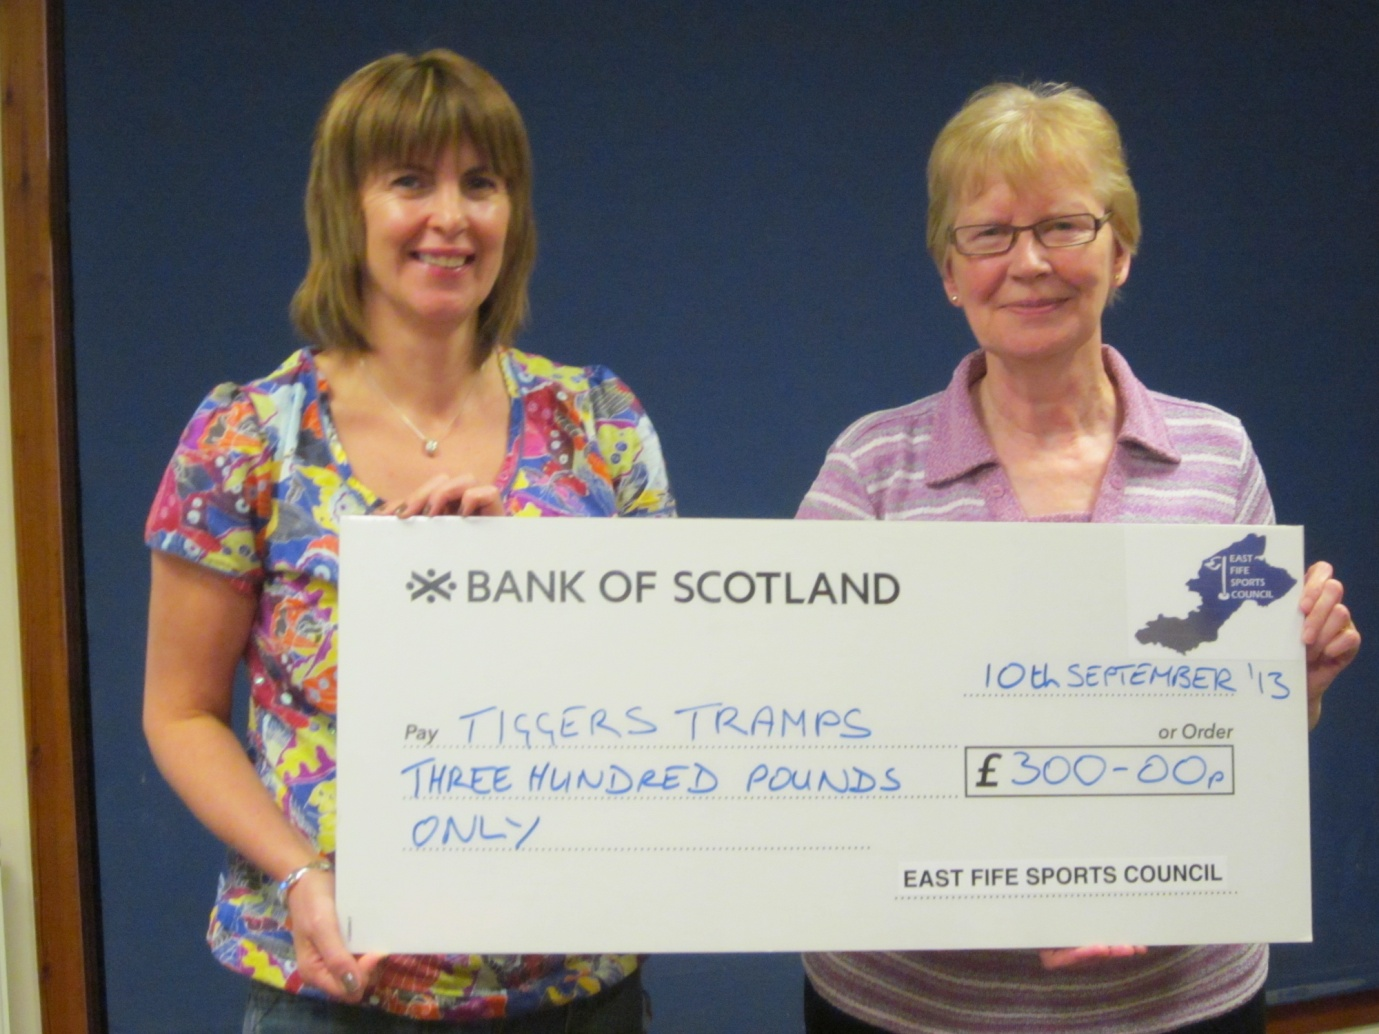 BANK OF SCOTLAND
EAST
FIFE
SPORTS
COUNCIL
10th SEPTEMBER '13
Pay TIGGERS TRAMPS or Order
THREE HUNDRED POUNDS £ 300-00p
ONLY
EAST FIFE SPORTS COUNCIL